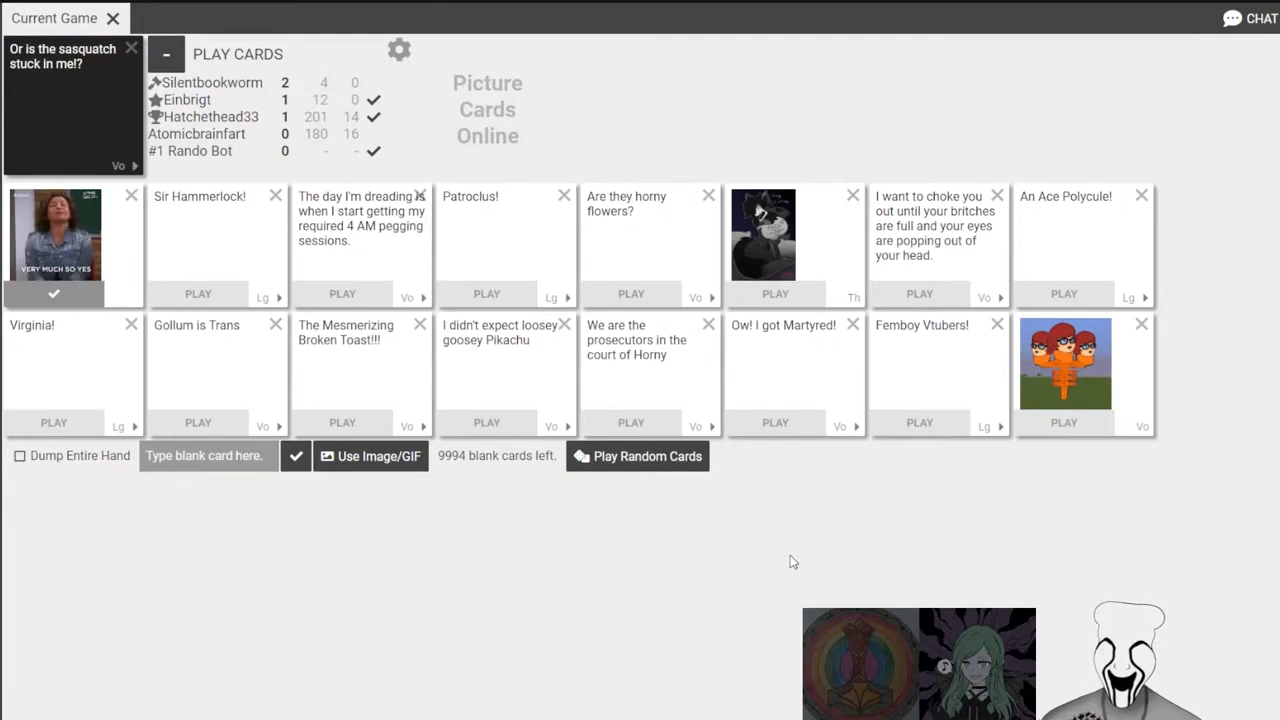 Current Game
CHAT
Or is the sasquatch
stuck in me!?
Vo
-
PLAY CARDS
Silentbookworm 2 4 0
Einbrigt 1 12 0
Hatchethead33 1 201 14
Atomicbrainfart 0 180 16
#1 Rando Bot 0 - -
Picture
Cards
Online
VERY MUCH SO YES
Sir Hammerlock!
PLAY Lg
The day I'm dreading is
when I start getting my
required 4 AM pegging
sessions.
PLAY Vo
Patroclus!
PLAY Lg
Are they horny
flowers?
PLAY Vo
PLAY Th
I want to choke you
out until your britches
are full and your eyes
are popping out of
your head.
PLAY Vo
An Ace Polycule!
PLAY Lg
Virginia!
PLAY Lg
Gollum is Trans
PLAY Vo
The Mesmerizing
Broken Toast!!!
PLAY Vo
I didn't expect loosey
goosey Pikachu
PLAY Vo
We are the
prosecutors in the
court of Horny
PLAY Vo
Ow! I got Martyred!
PLAY Vo
Femboy Vtubers!
PLAY Lg
PLAY Vo
Dump Entire Hand
Type blank card here.
Use Image/GIF
9994 blank cards left.
Play Random Cards